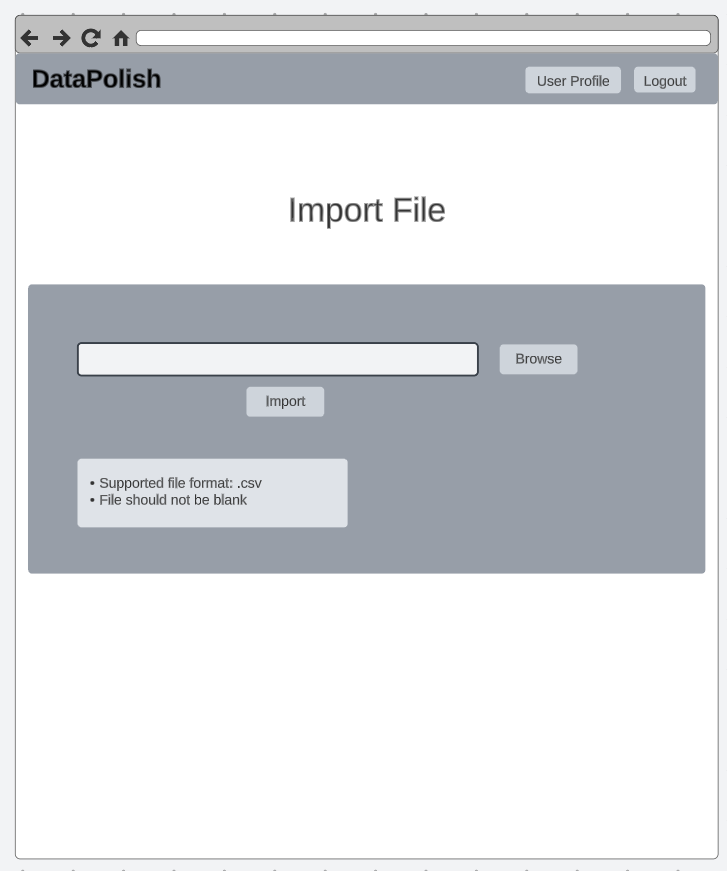 DataPolish
User Profile
Logout
Import File
Browse
Import
• Supported file format: .csv
• File should not be blank